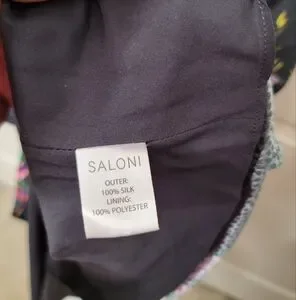 SALONI
OUTER:
100% SILK
LINING:
100% POLYESTER